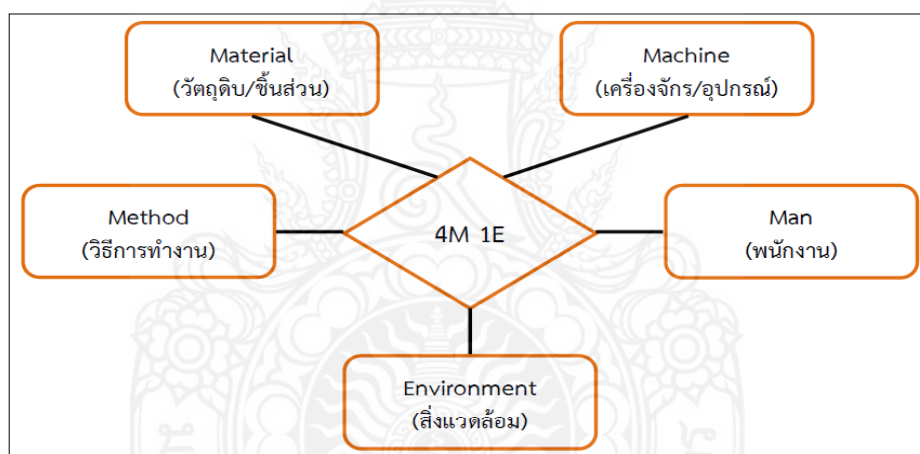 Material
(วัตถุดิบ/ชิ้นส่วน)
Machine
(เครื่องจักร/อุปกรณ์)
Method
(วิธีการทำงาน)
4M 1E
Man
(พนักงาน)
Environment
(สิ่งแวดล้อม)